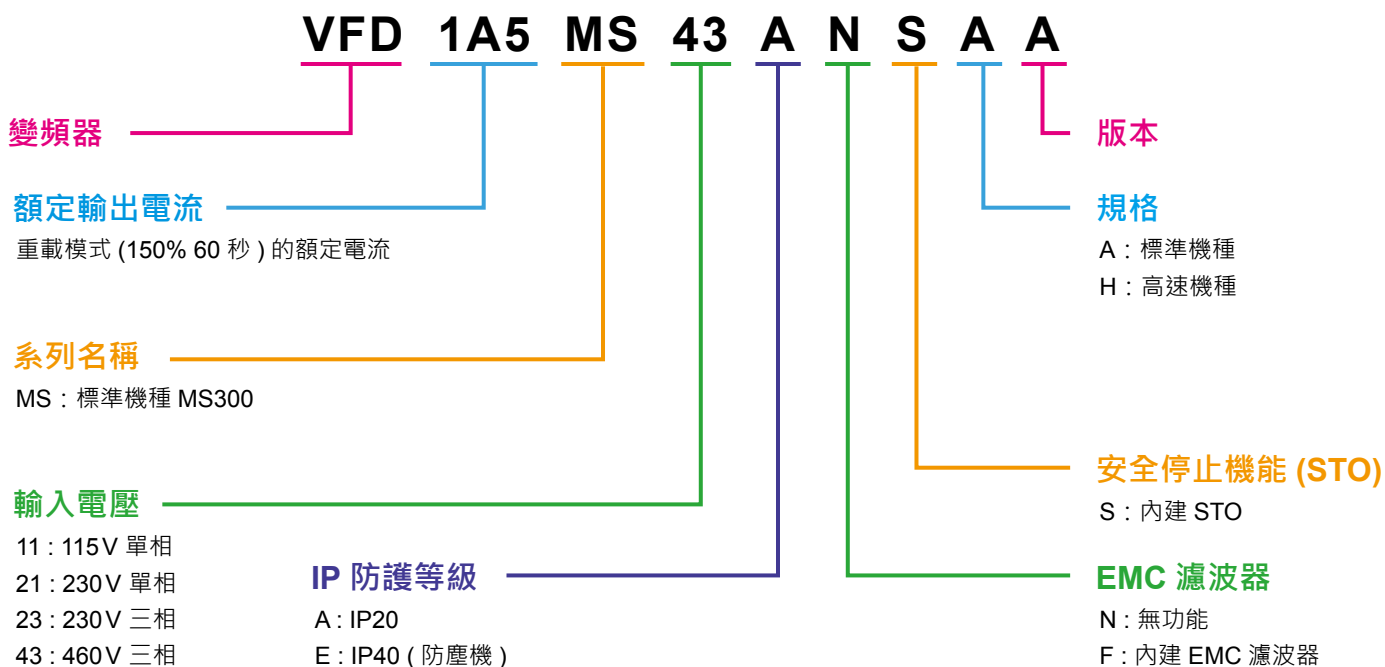 VFD 1A5 MS 43 A N S A A
變頻器
額定輸出電流
重載模式 (150% 60 秒 ) 的額定電流
系列名稱
MS：標準機種 MS300
輸入電壓
11 : 115V 單相
21 : 230V 單相
23 : 230V 三相
43 : 460V 三相
IP 防護等級
A : IP20
E : IP40 ( 防塵機 )
版本
規格
A：標準機種
H：高速機種
安全停止機能 (STO)
S：內建 STO
EMC 濾波器
N : 無功能
F : 內建 EMC 濾波器